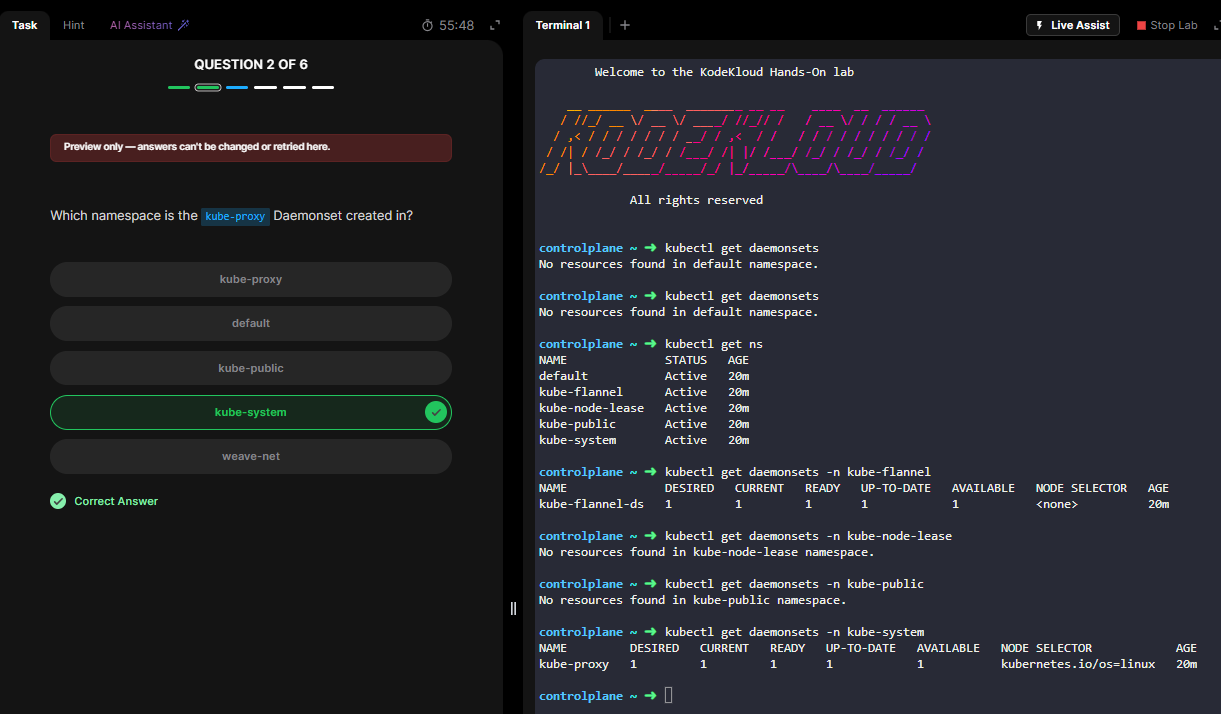 Task Hint AI Assistant 55:48
QUESTION 2 OF 6
Preview only — answers can't be changed or retried here.
Which namespace is the kube-proxy Daemonset created in?
kube-proxy
default
kube-public
kube-system
weave-net
Correct Answer
Terminal 1 + Live Assist Stop Lab
Welcome to the KodeKloud Hands-On lab
KODEKLOUD
All rights reserved
controlplane ~ ➜ kubectl get daemonsets
No resources found in default namespace.
controlplane ~ ➜ kubectl get daemonsets
No resources found in default namespace.
controlplane ~ ➜ kubectl get ns
NAME STATUS AGE
default Active 20m
kube-flannel Active 20m
kube-node-lease Active 20m
kube-public Active 20m
kube-system Active 20m
controlplane ~ ➜ kubectl get daemonsets -n kube-flannel
NAME DESIRED CURRENT READY UP-TO-DATE AVAILABLE NODE SELECTOR AGE
kube-flannel-ds 1 1 1 1 1 <none> 20m
controlplane ~ ➜ kubectl get daemonsets -n kube-node-lease
No resources found in kube-node-lease namespace.
controlplane ~ ➜ kubectl get daemonsets -n kube-public
No resources found in kube-public namespace.
controlplane ~ ➜ kubectl get daemonsets -n kube-system
NAME DESIRED CURRENT READY UP-TO-DATE AVAILABLE NODE SELECTOR AGE
kube-proxy 1 1 1 1 1 kubernetes.io/os=linux 20m
controlplane ~ ➜